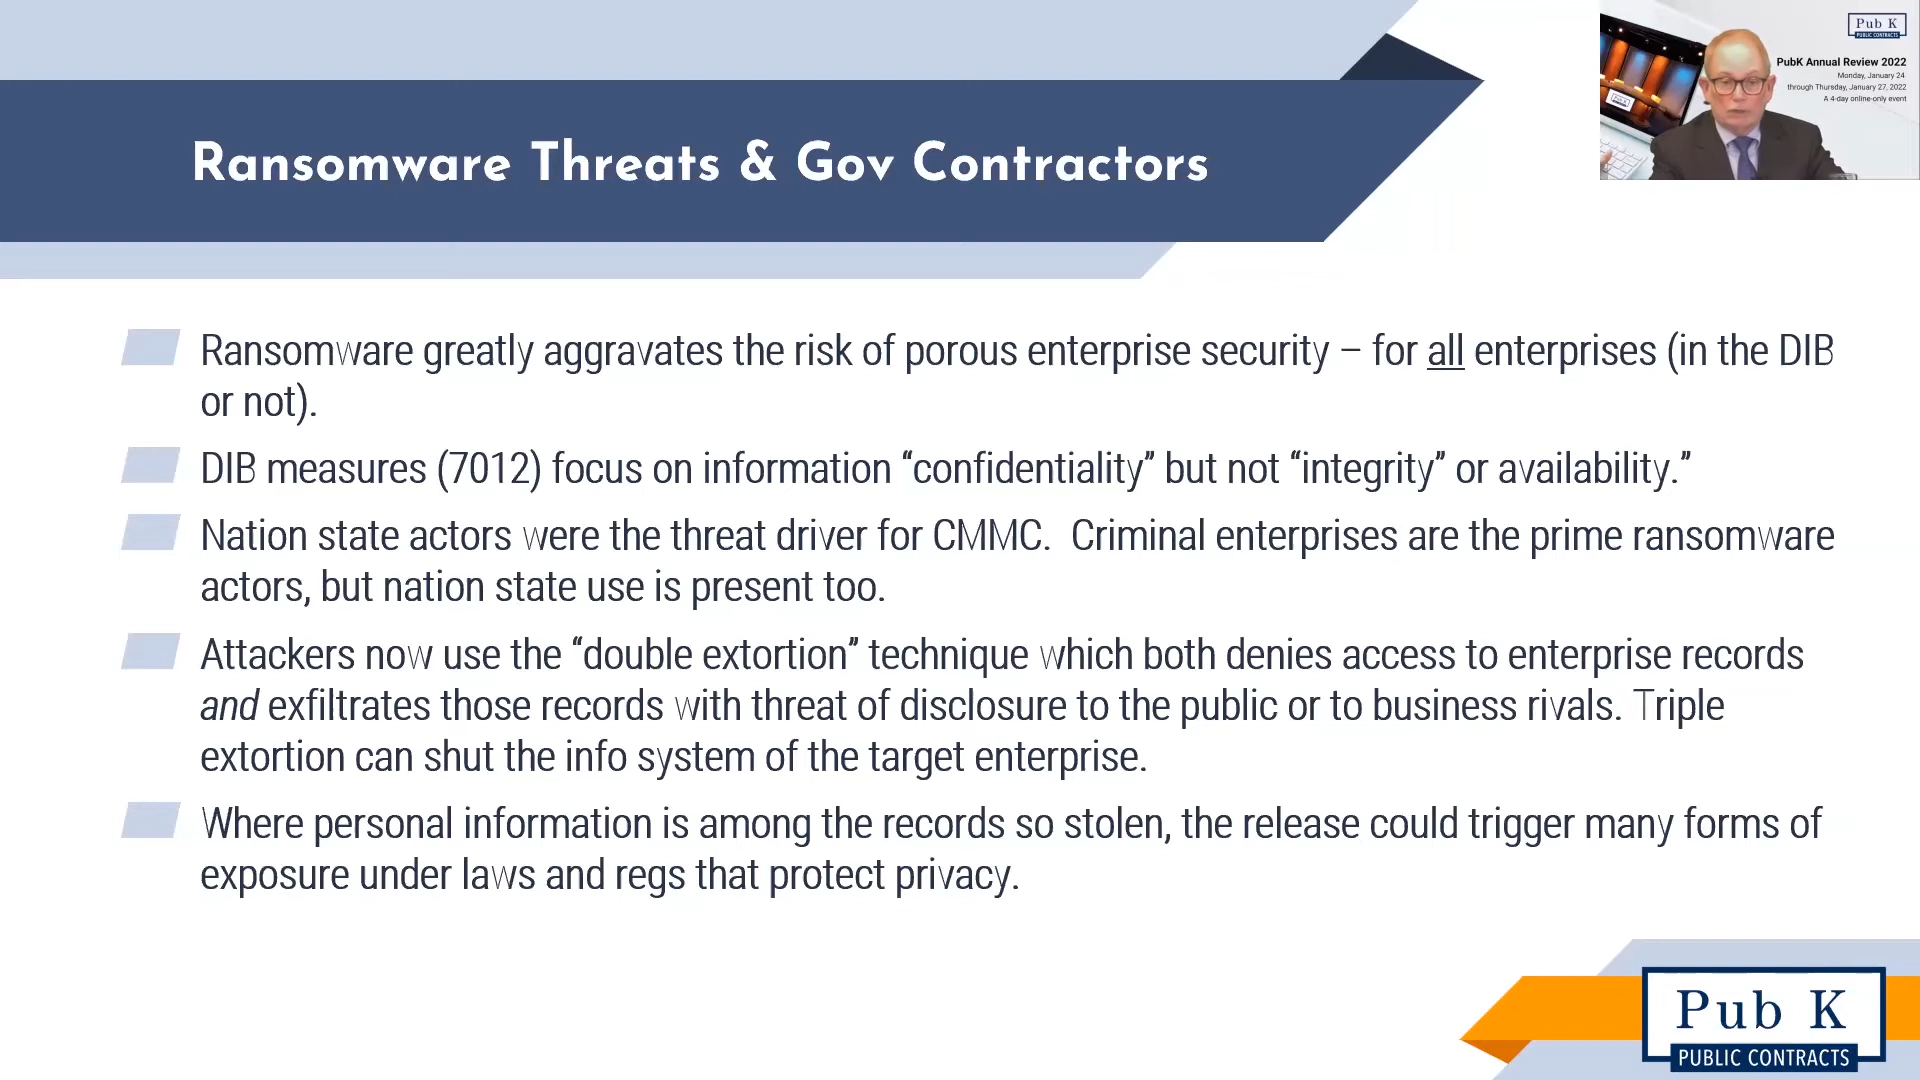 Pub K
PUBLIC CONTRACTS
PubK Annual Review 2022
Monday, January 24
through Thursday, January 27, 2022
A 4-day online-only event
Ransomware Threats & Gov Contractors
Ransomware greatly aggravates the risk of porous enterprise security – for all enterprises (in the DIB
or not).
DIB measures (7012) focus on information “confidentiality” but not “integrity” or availability.”
Nation state actors were the threat driver for CMMC.  Criminal enterprises are the prime ransomware
actors, but nation state use is present too.
Attackers now use the “double extortion” technique which both denies access to enterprise records
and exfiltrates those records with threat of disclosure to the public or to business rivals. Triple
extortion can shut the info system of the target enterprise.
Where personal information is among the records so stolen, the release could trigger many forms of
exposure under laws and regs that protect privacy.
Pub K
PUBLIC CONTRACTS